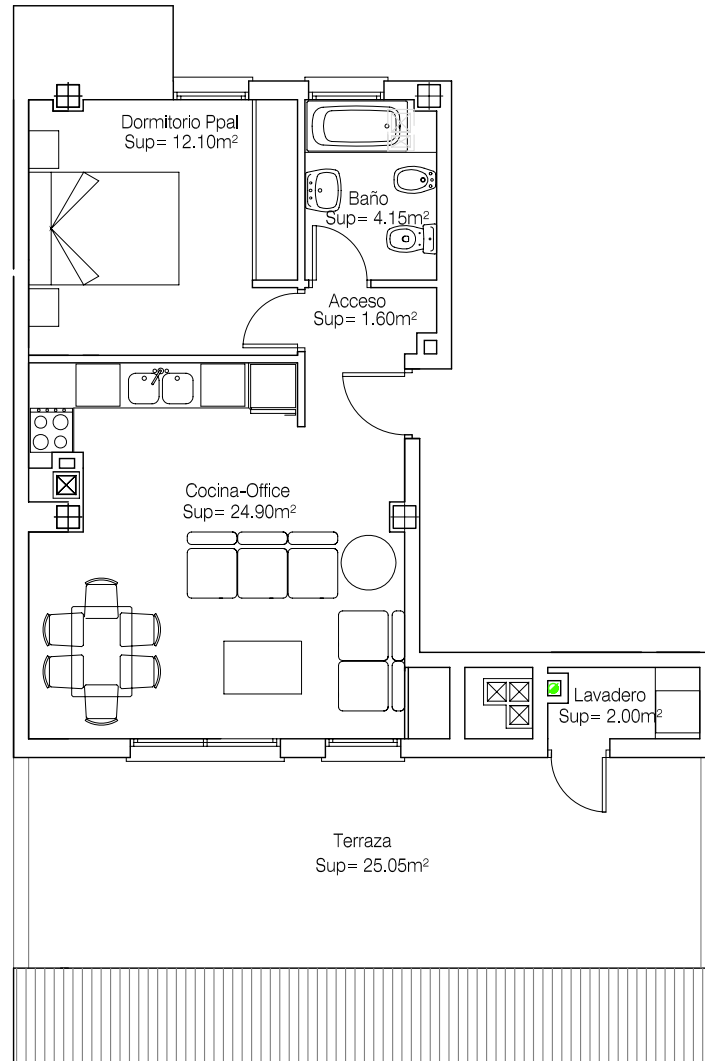 Dormitorio Ppal
Sup= 12.10m²
Baño
Sup= 4.15m²
Acceso
Sup= 1.60m²
Cocina-Office
Sup= 24.90m²
Lavadero
Sup= 2.00m²
Terraza
Sup= 25.05m²